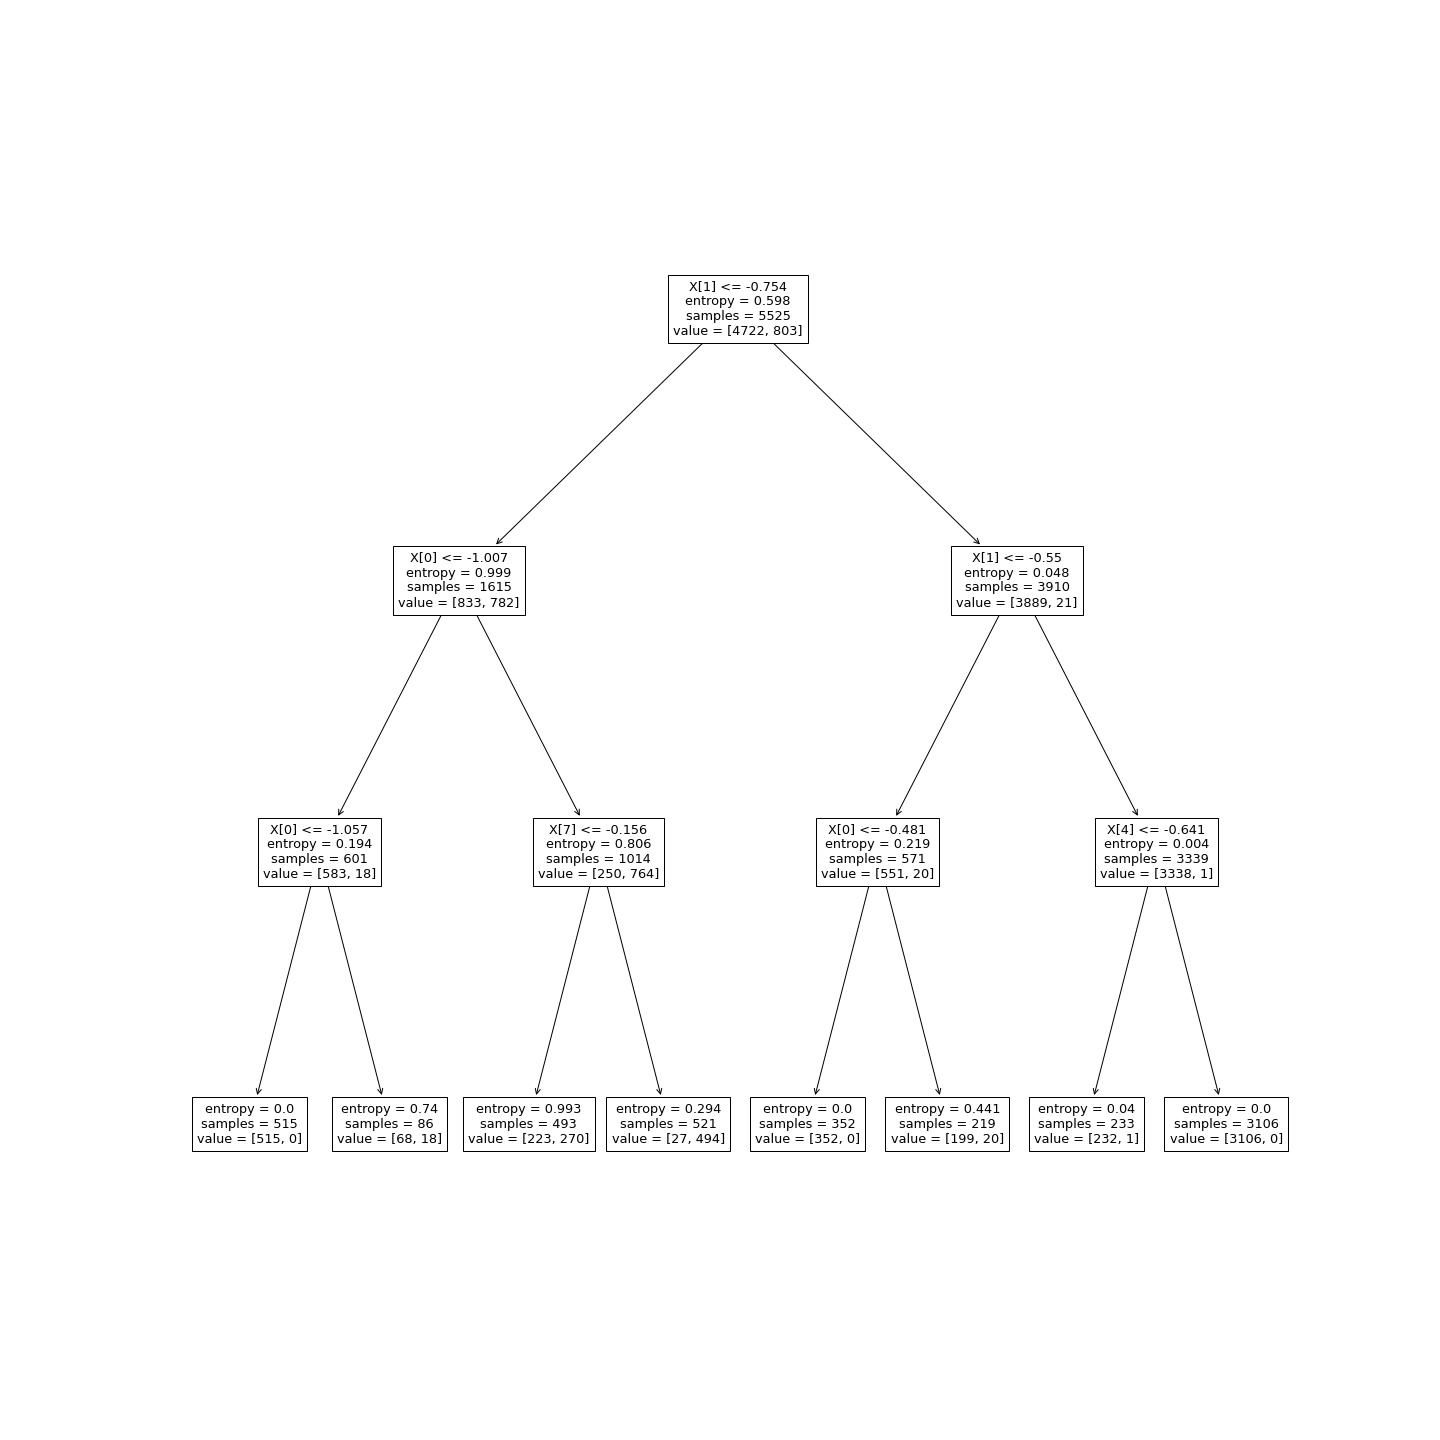 X[1] <= -0.754
entropy = 0.598
samples = 5525
value = [4722, 803]
X[0] <= -1.007
entropy = 0.999
samples = 1615
value = [833, 782]
X[1] <= -0.55
entropy = 0.048
samples = 3910
value = [3889, 21]
X[0] <= -1.057
entropy = 0.194
samples = 601
value = [583, 18]
X[7] <= -0.156
entropy = 0.806
samples = 1014
value = [250, 764]
X[0] <= -0.481
entropy = 0.219
samples = 571
value = [551, 20]
X[4] <= -0.641
entropy = 0.004
samples = 3339
value = [3338, 1]
entropy = 0.0
samples = 515
value = [515, 0]
entropy = 0.74
samples = 86
value = [68, 18]
entropy = 0.993
samples = 493
value = [223, 270]
entropy = 0.294
samples = 521
value = [27, 494]
entropy = 0.0
samples = 352
value = [352, 0]
entropy = 0.441
samples = 219
value = [199, 20]
entropy = 0.04
samples = 233
value = [232, 1]
entropy = 0.0
samples = 3106
value = [3106, 0]